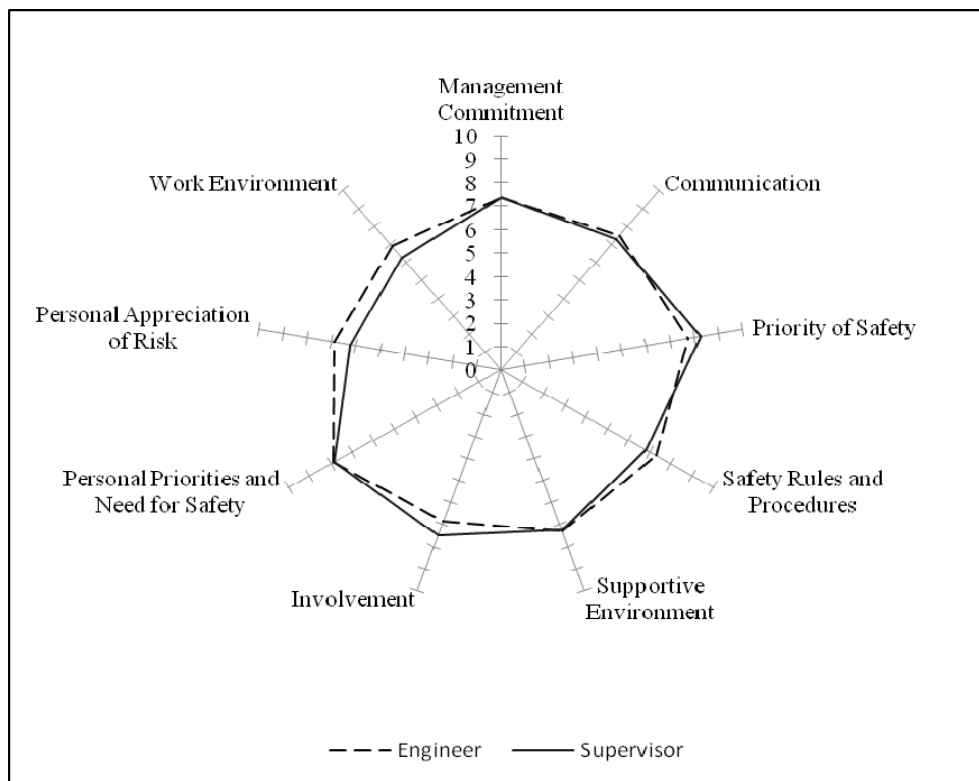 Management
Commitment
10
9
8
7
6
5
4
3
2
1
0
Communication
Priority of Safety
Safety Rules and
Procedures
Supportive
Environment
Involvement
Personal Priorities and
Need for Safety
Personal Appreciation
of Risk
Work Environment
Engineer Supervisor